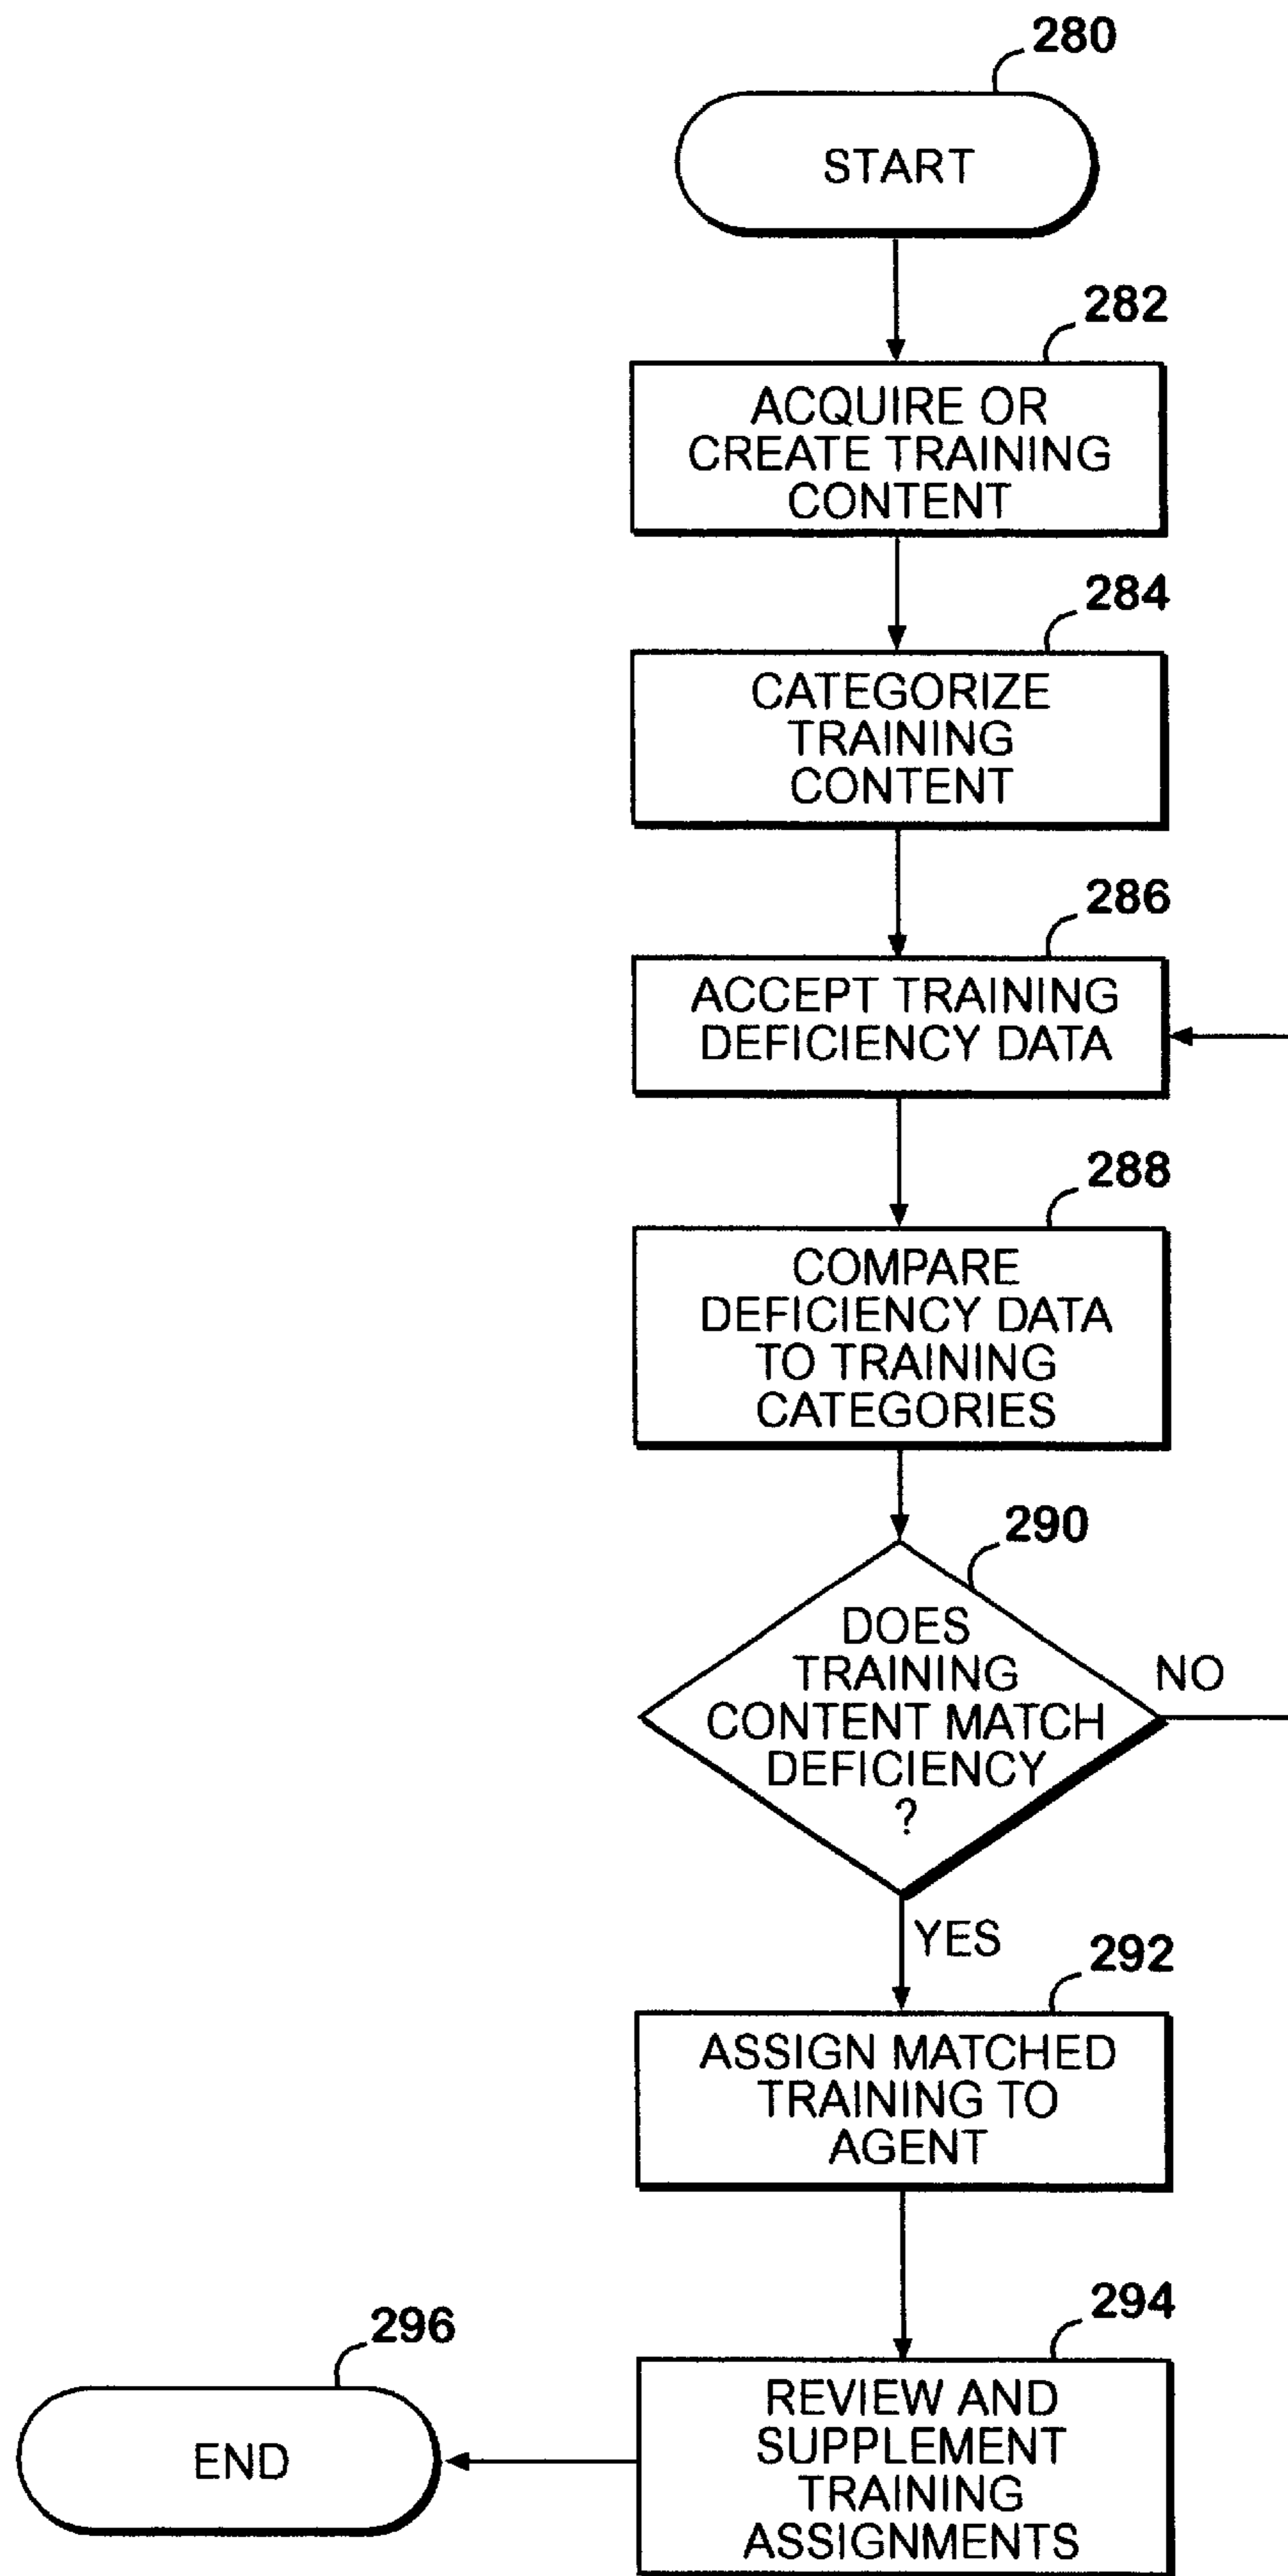 280
START
282
ACQUIRE OR
CREATE TRAINING
CONTENT
284
CATEGORIZE
TRAINING
CONTENT
286
ACCEPT TRAINING
DEFICIENCY DATA
288
COMPARE
DEFICIENCY DATA
TO TRAINING
CATEGORIES
290
DOES
TRAINING
CONTENT MATCH
DEFICIENCY
?
NO
YES
292
ASSIGN MATCHED
TRAINING TO
AGENT
294
REVIEW AND
SUPPLEMENT
TRAINING
ASSIGNMENTS
296
END